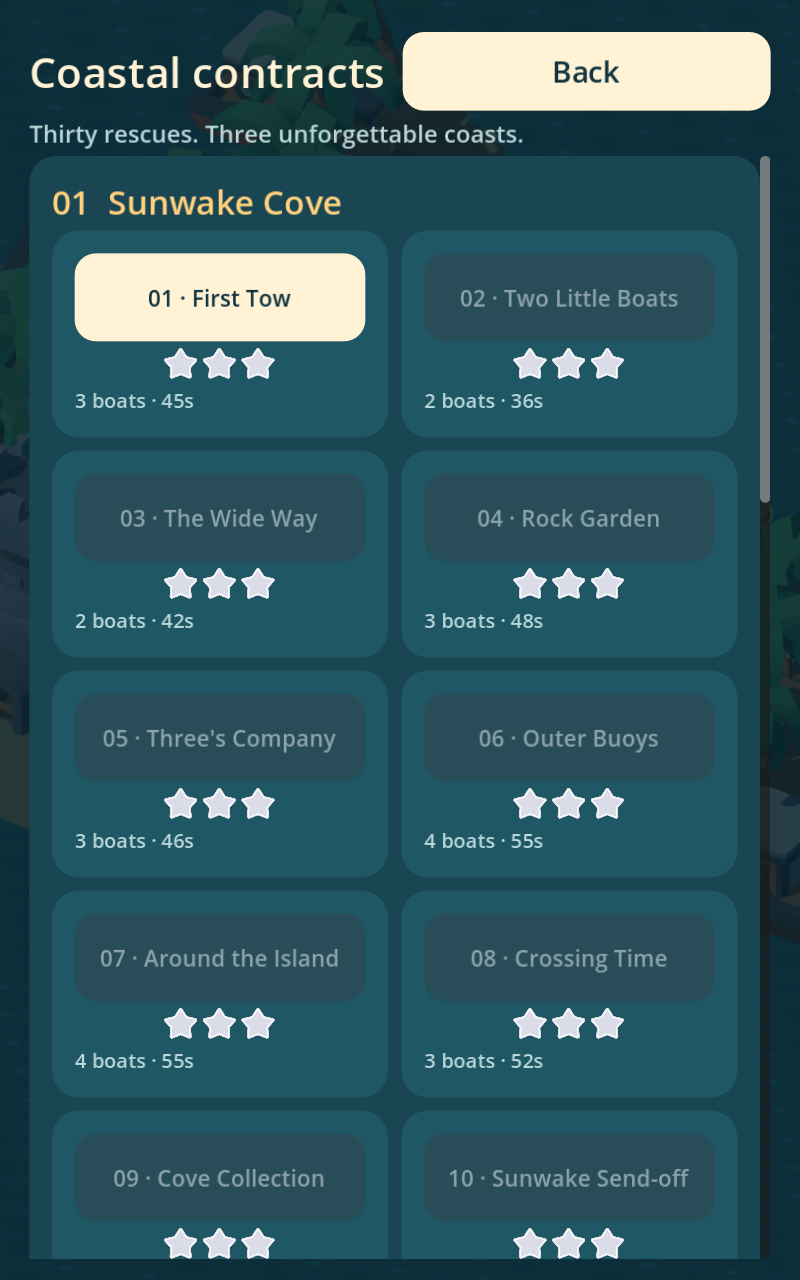 Coastal contracts
Back
Thirty rescues. Three unforgettable coasts.
01 Sunwake Cove
01 · First Tow
3 boats · 45s
02 · Two Little Boats
2 boats · 36s
03 · The Wide Way
2 boats · 42s
04 · Rock Garden
3 boats · 48s
05 · Three's Company
3 boats · 46s
06 · Outer Buoys
4 boats · 55s
07 · Around the Island
4 boats · 55s
08 · Crossing Time
3 boats · 52s
09 · Cove Collection
10 · Sunwake Send-off